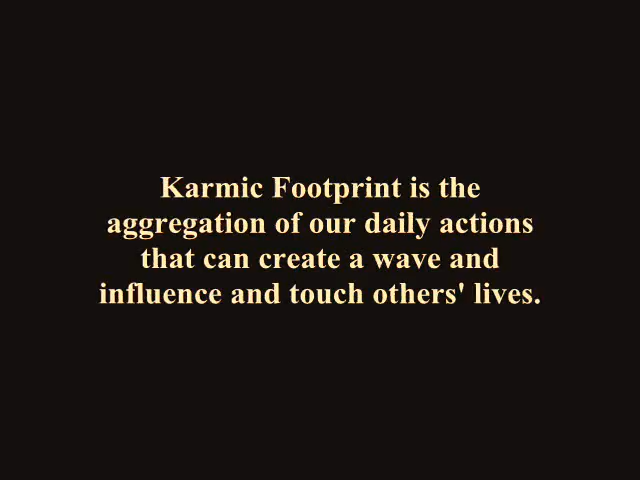 Karmic Footprint is the
aggregation of our daily actions
that can create a wave and
influence and touch others' lives.